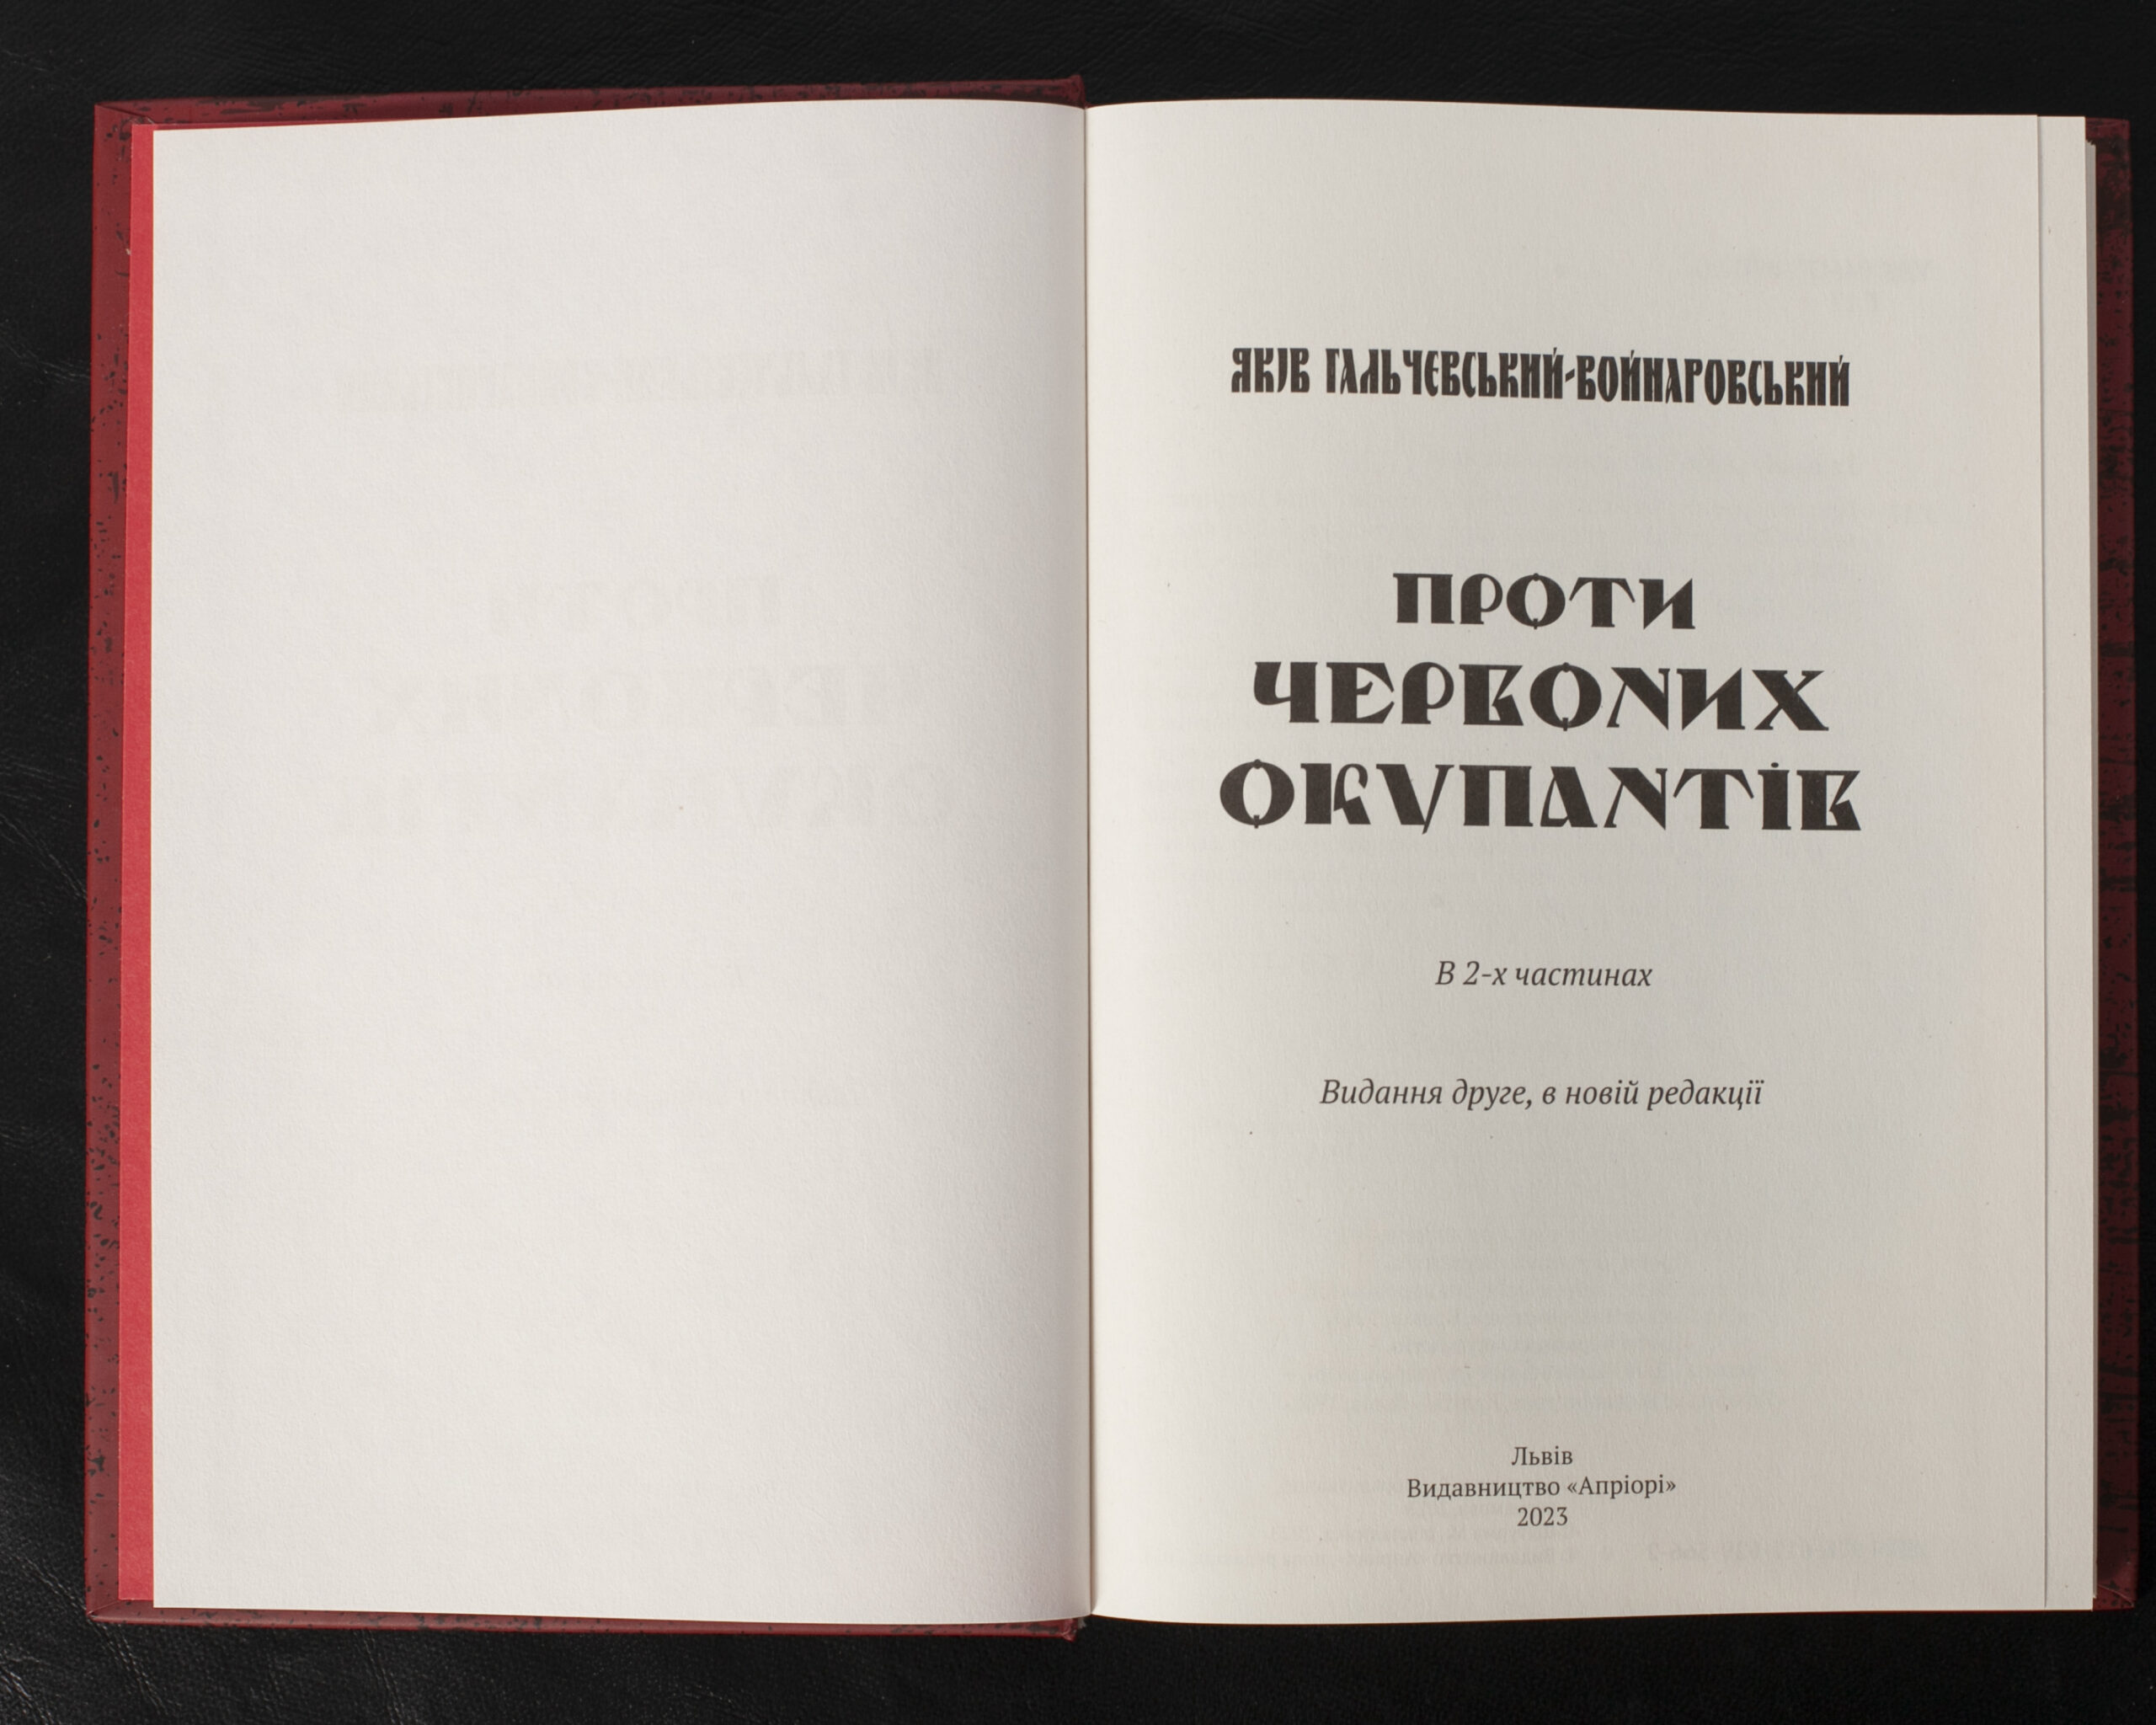 ЯКІВ ГАЛЬЧЕВСЬКИЙ-ВОЙНАРОВСЬКИЙ
ПРОТИ
ЧЕРВОНИХ
ОКУПАНТІВ
В 2-х частинах
Видання друге, в новій редакції
Львів
Видавництво «Апріорі»
2023